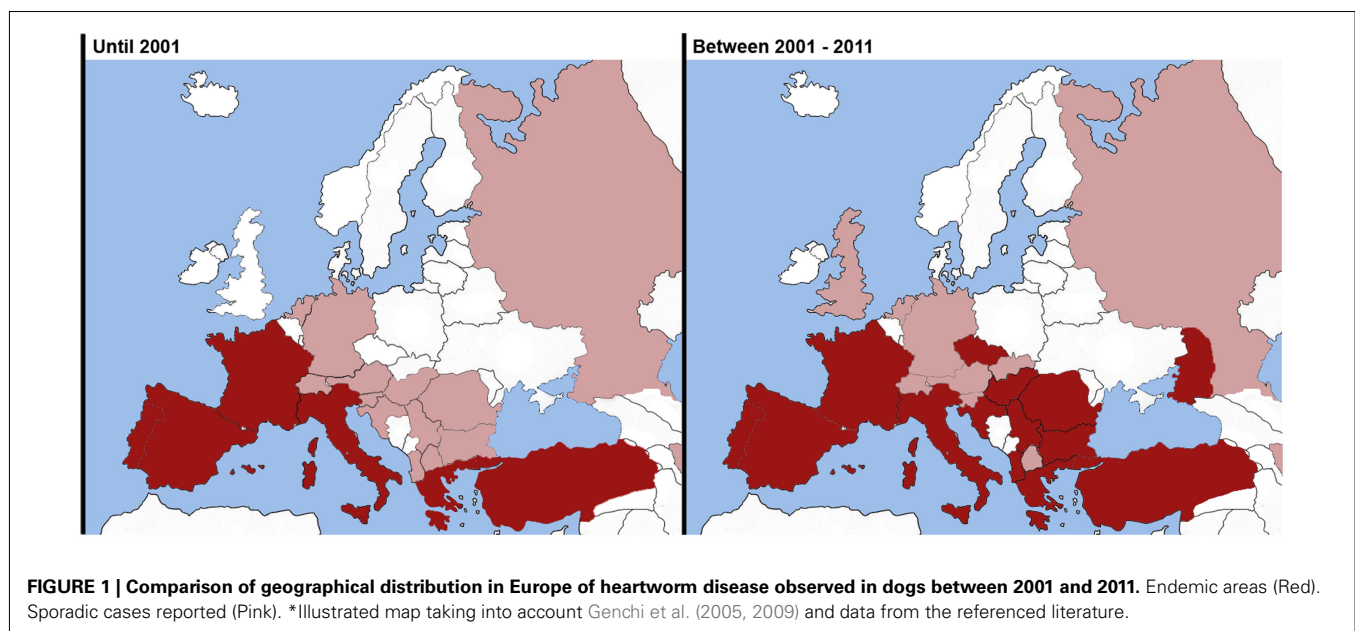 Until 2001
Between 2001 - 2011
FIGURE 1 | Comparison of geographical distribution in Europe of heartworm disease observed in dogs between 2001 and 2011. Endemic areas (Red).
Sporadic cases reported (Pink). *Illustrated map taking into account Genchi et al. (2005, 2009) and data from the referenced literature.